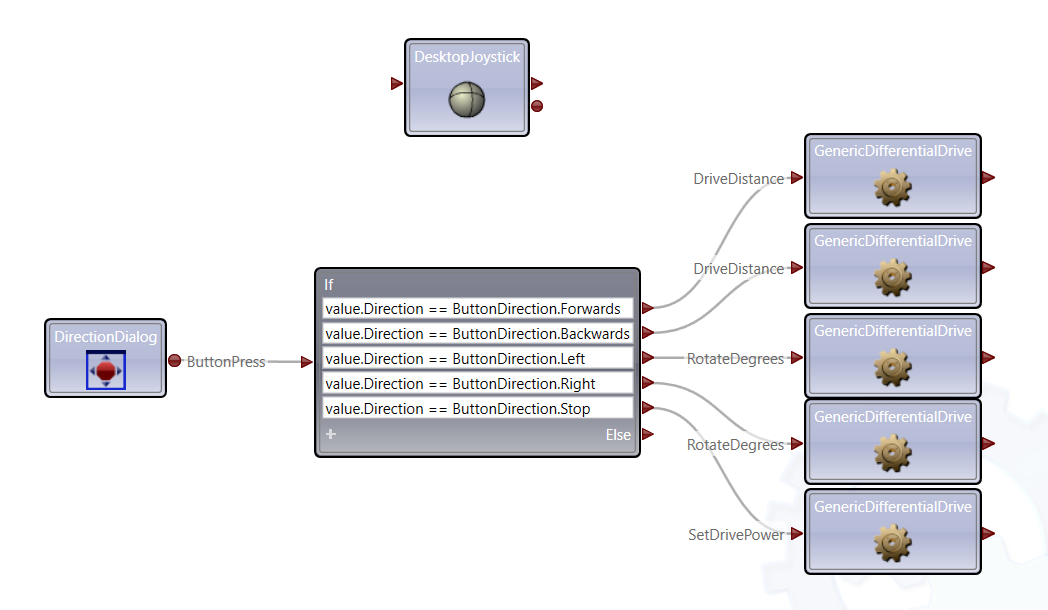 DesktopJoystick
GenericDifferentialDrive
DriveDistance
GenericDifferentialDrive
DriveDistance
If
value.Direction == ButtonDirection.Forwards
value.Direction == ButtonDirection.Backwards
value.Direction == ButtonDirection.Left
value.Direction == ButtonDirection.Right
value.Direction == ButtonDirection.Stop
+ Else
DirectionDialog
ButtonPress
GenericDifferentialDrive
RotateDegrees
GenericDifferentialDrive
RotateDegrees
GenericDifferentialDrive
SetDrivePower